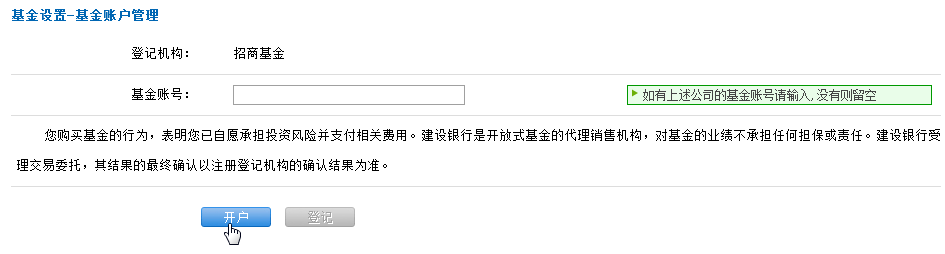 基金设置-基金账户管理
登记机构： 招商基金
基金账号： 如有上述公司的基金账号请输入,没有则留空
您购买基金的行为，表明您已自愿承担投资风险并支付相关费用。建设银行是开放式基金的代理销售机构，对基金的业绩不承担任何担保或责任。建设银行受
理交易委托，其结果的最终确认以注册登记机构的确认结果为准。
开户 登记